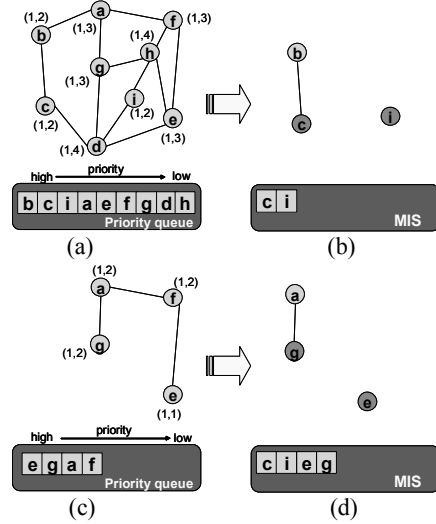 (1,2) a (1,3)
b (1,3) f
(1,4) h
g
(1,3)
i
c (1,2) e
(1,2) (1,3)
(1,4) d
b
c i
high priority low
b c i a e f g d h
Priority queue
c i
MIS
(a) (b)
(1,2) (1,2)
a f
g
(1,2)
e
(1,1)
a
g
e
high priority low
e g a f
Priority queue
c i e g
MIS
(c) (d)